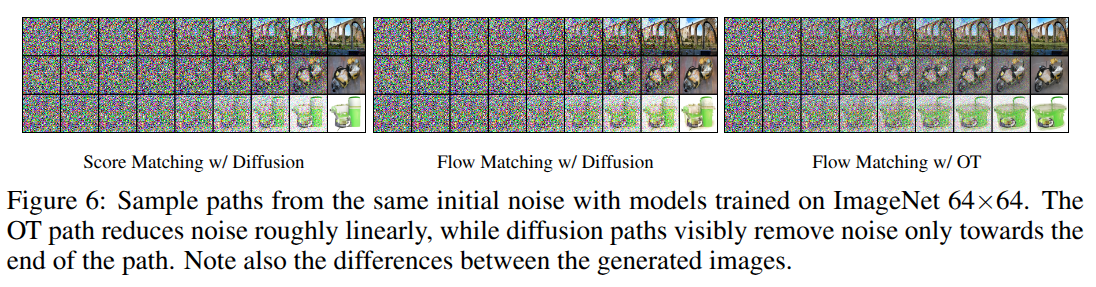 Score Matching w/ Diffusion
Flow Matching w/ Diffusion
Flow Matching w/ OT
Figure 6: Sample paths from the same initial noise with models trained on ImageNet 64×64. The
OT path reduces noise roughly linearly, while diffusion paths visibly remove noise only towards the
end of the path. Note also the differences between the generated images.